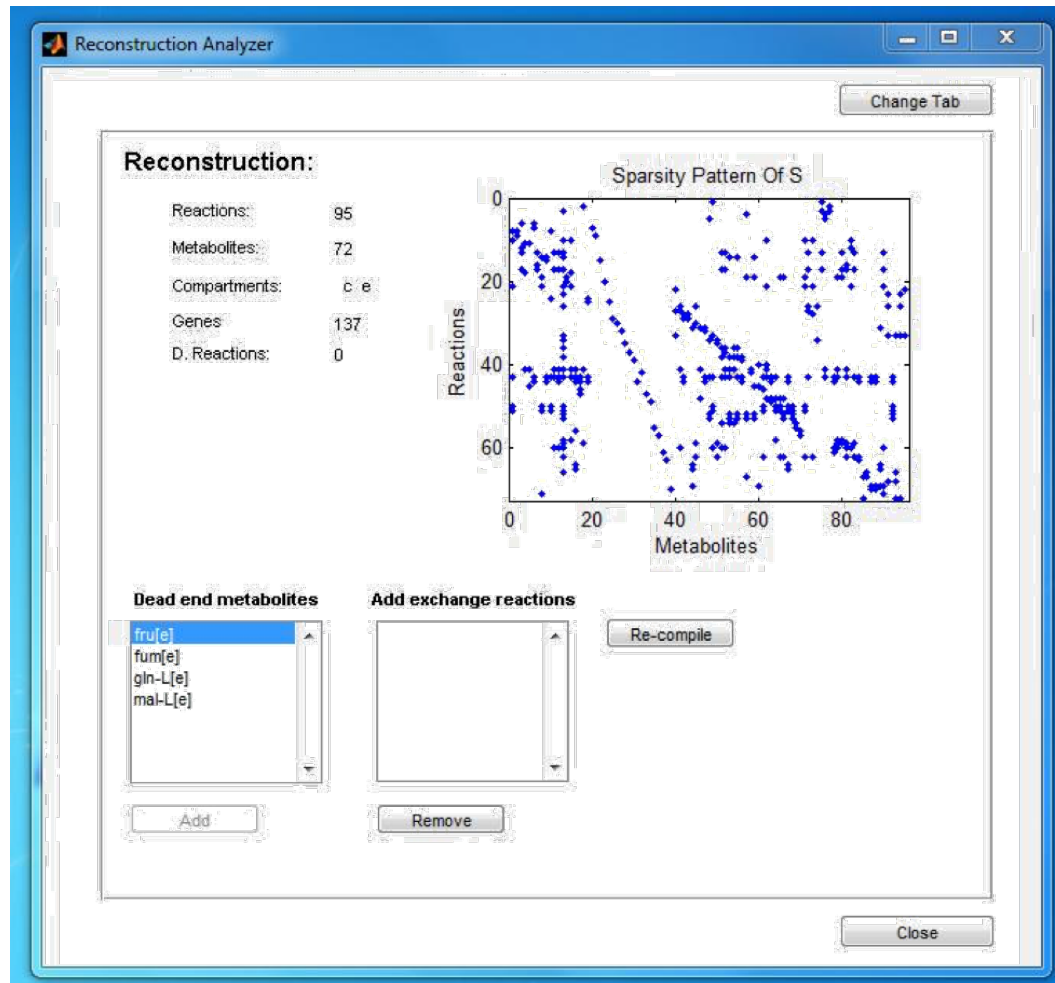 Reconstruction Analyzer
Change Tab
Reconstruction:
Reactions: 95
Metabolites: 72
Compartments: c e
Genes 137
D. Reactions: 0
Sparsity Pattern Of S
0
20
40
60
Reactions
0 20 40 60 80
Metabolites
Dead end metabolites
fru[e]
fum[e]
gln-L[e]
mal-L[e]
Add
Add exchange reactions
Remove
Re-compile
Close